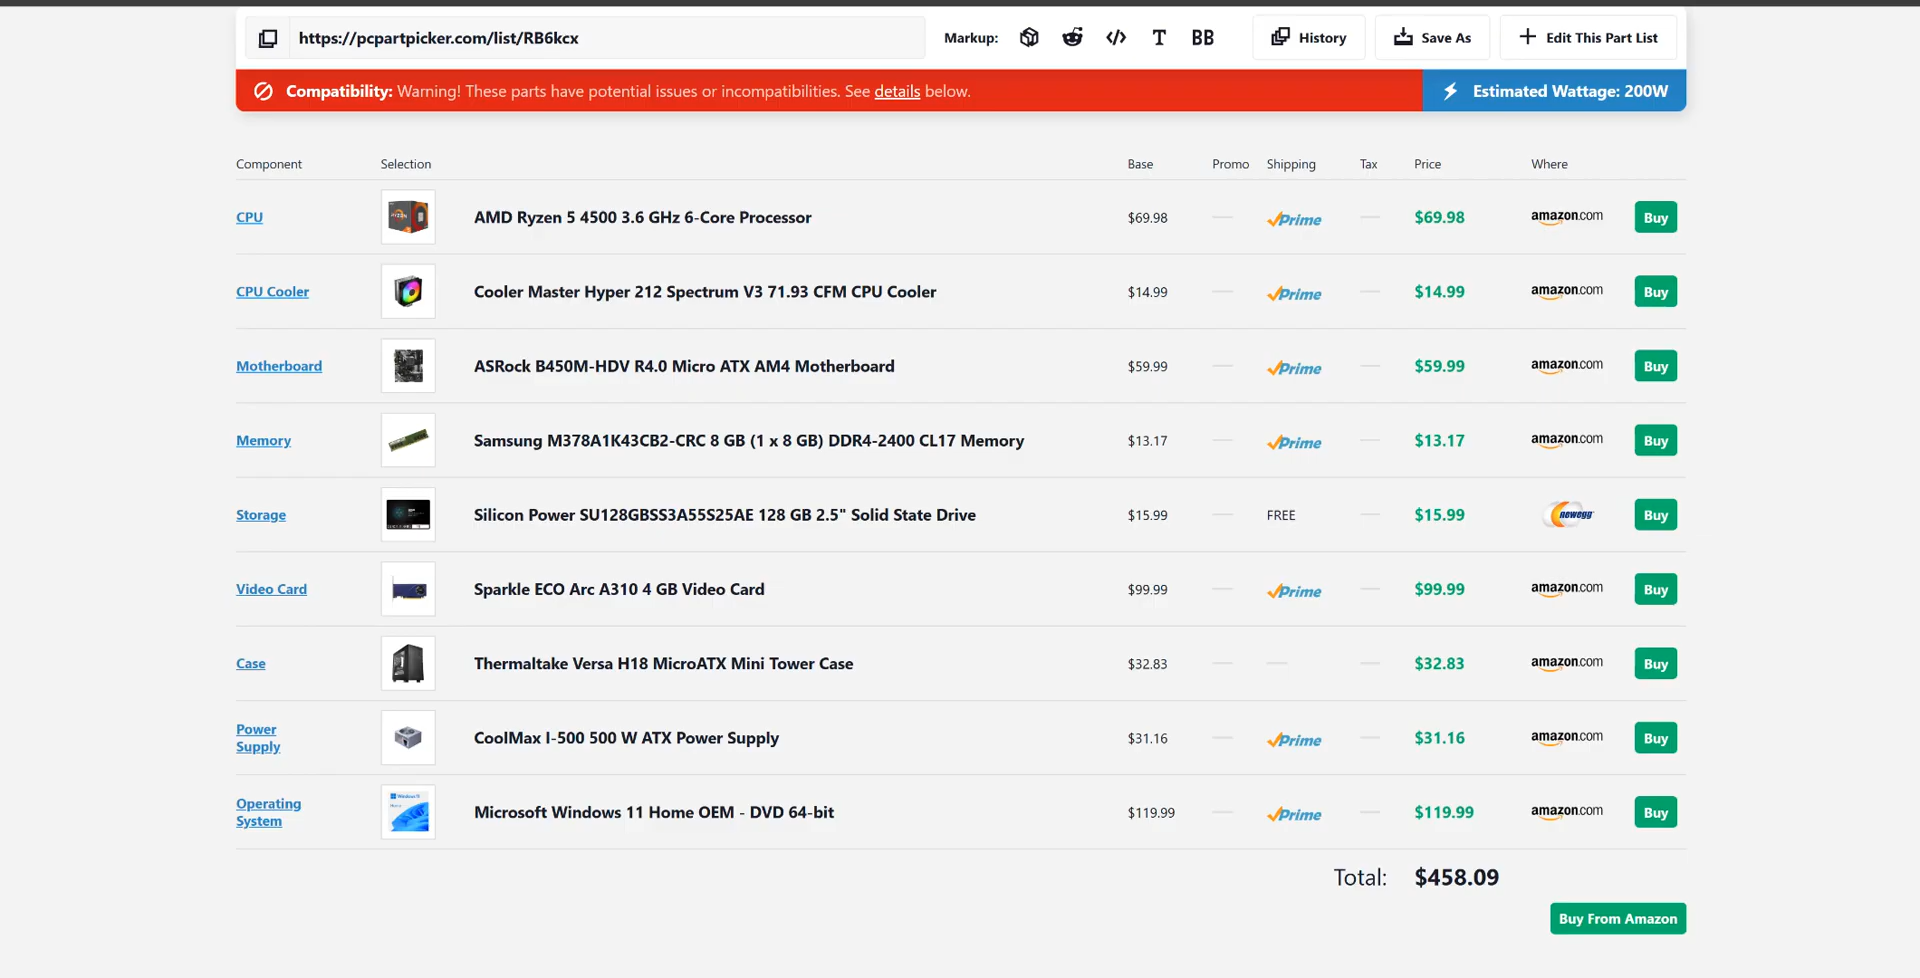 https://pcpartpicker.com/list/RB6kcx Markup: </> T BB History Save As Edit This Part List
Compatibility: Warning! These parts have potential issues or incompatibilities. See details below. Estimated Wattage: 200W
Component Selection Base Promo Shipping Tax Price Where
CPU AMD Ryzen 5 4500 3.6 GHz 6-Core Processor $69.98 — Prime — $69.98 amazon.com Buy
CPU Cooler Cooler Master Hyper 212 Spectrum V3 71.93 CFM CPU Cooler $14.99 — Prime — $14.99 amazon.com Buy
Motherboard ASRock B450M-HDV R4.0 Micro ATX AM4 Motherboard $59.99 — Prime — $59.99 amazon.com Buy
Memory Samsung M378A1K43CB2-CRC 8 GB (1 x 8 GB) DDR4-2400 CL17 Memory $13.17 — Prime — $13.17 amazon.com Buy
Storage Silicon Power SU128GBSS3A55S25AE 128 GB 2.5" Solid State Drive $15.99 — FREE — $15.99 newegg Buy
Video Card Sparkle ECO Arc A310 4 GB Video Card $99.99 — Prime — $99.99 amazon.com Buy
Case Thermaltake Versa H18 MicroATX Mini Tower Case $32.83 — — — $32.83 amazon.com Buy
Power Supply CoolMax I-500 500 W ATX Power Supply $31.16 — Prime — $31.16 amazon.com Buy
Operating System Microsoft Windows 11 Home OEM - DVD 64-bit $119.99 — Prime — $119.99 amazon.com Buy
Total: $458.09
Buy From Amazon